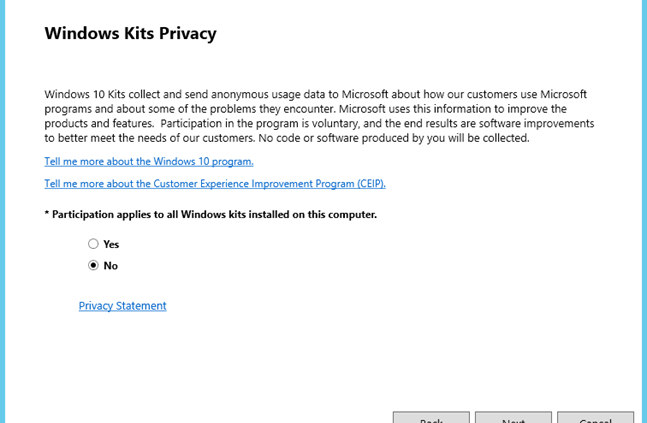 Windows Kits Privacy
Windows 10 Kits collect and send anonymous usage data to Microsoft about how our customers use Microsoft
programs and about some of the problems they encounter. Microsoft uses this information to improve the
products and features.  Participation in the program is voluntary, and the end results are software improvements
to better meet the needs of our customers. No code or software produced by you will be collected.
Tell me more about the Windows 10 program.
Tell me more about the Customer Experience Improvement Program (CEIP).
* Participation applies to all Windows kits installed on this computer.
Yes
No
Privacy Statement
Back Next Cancel